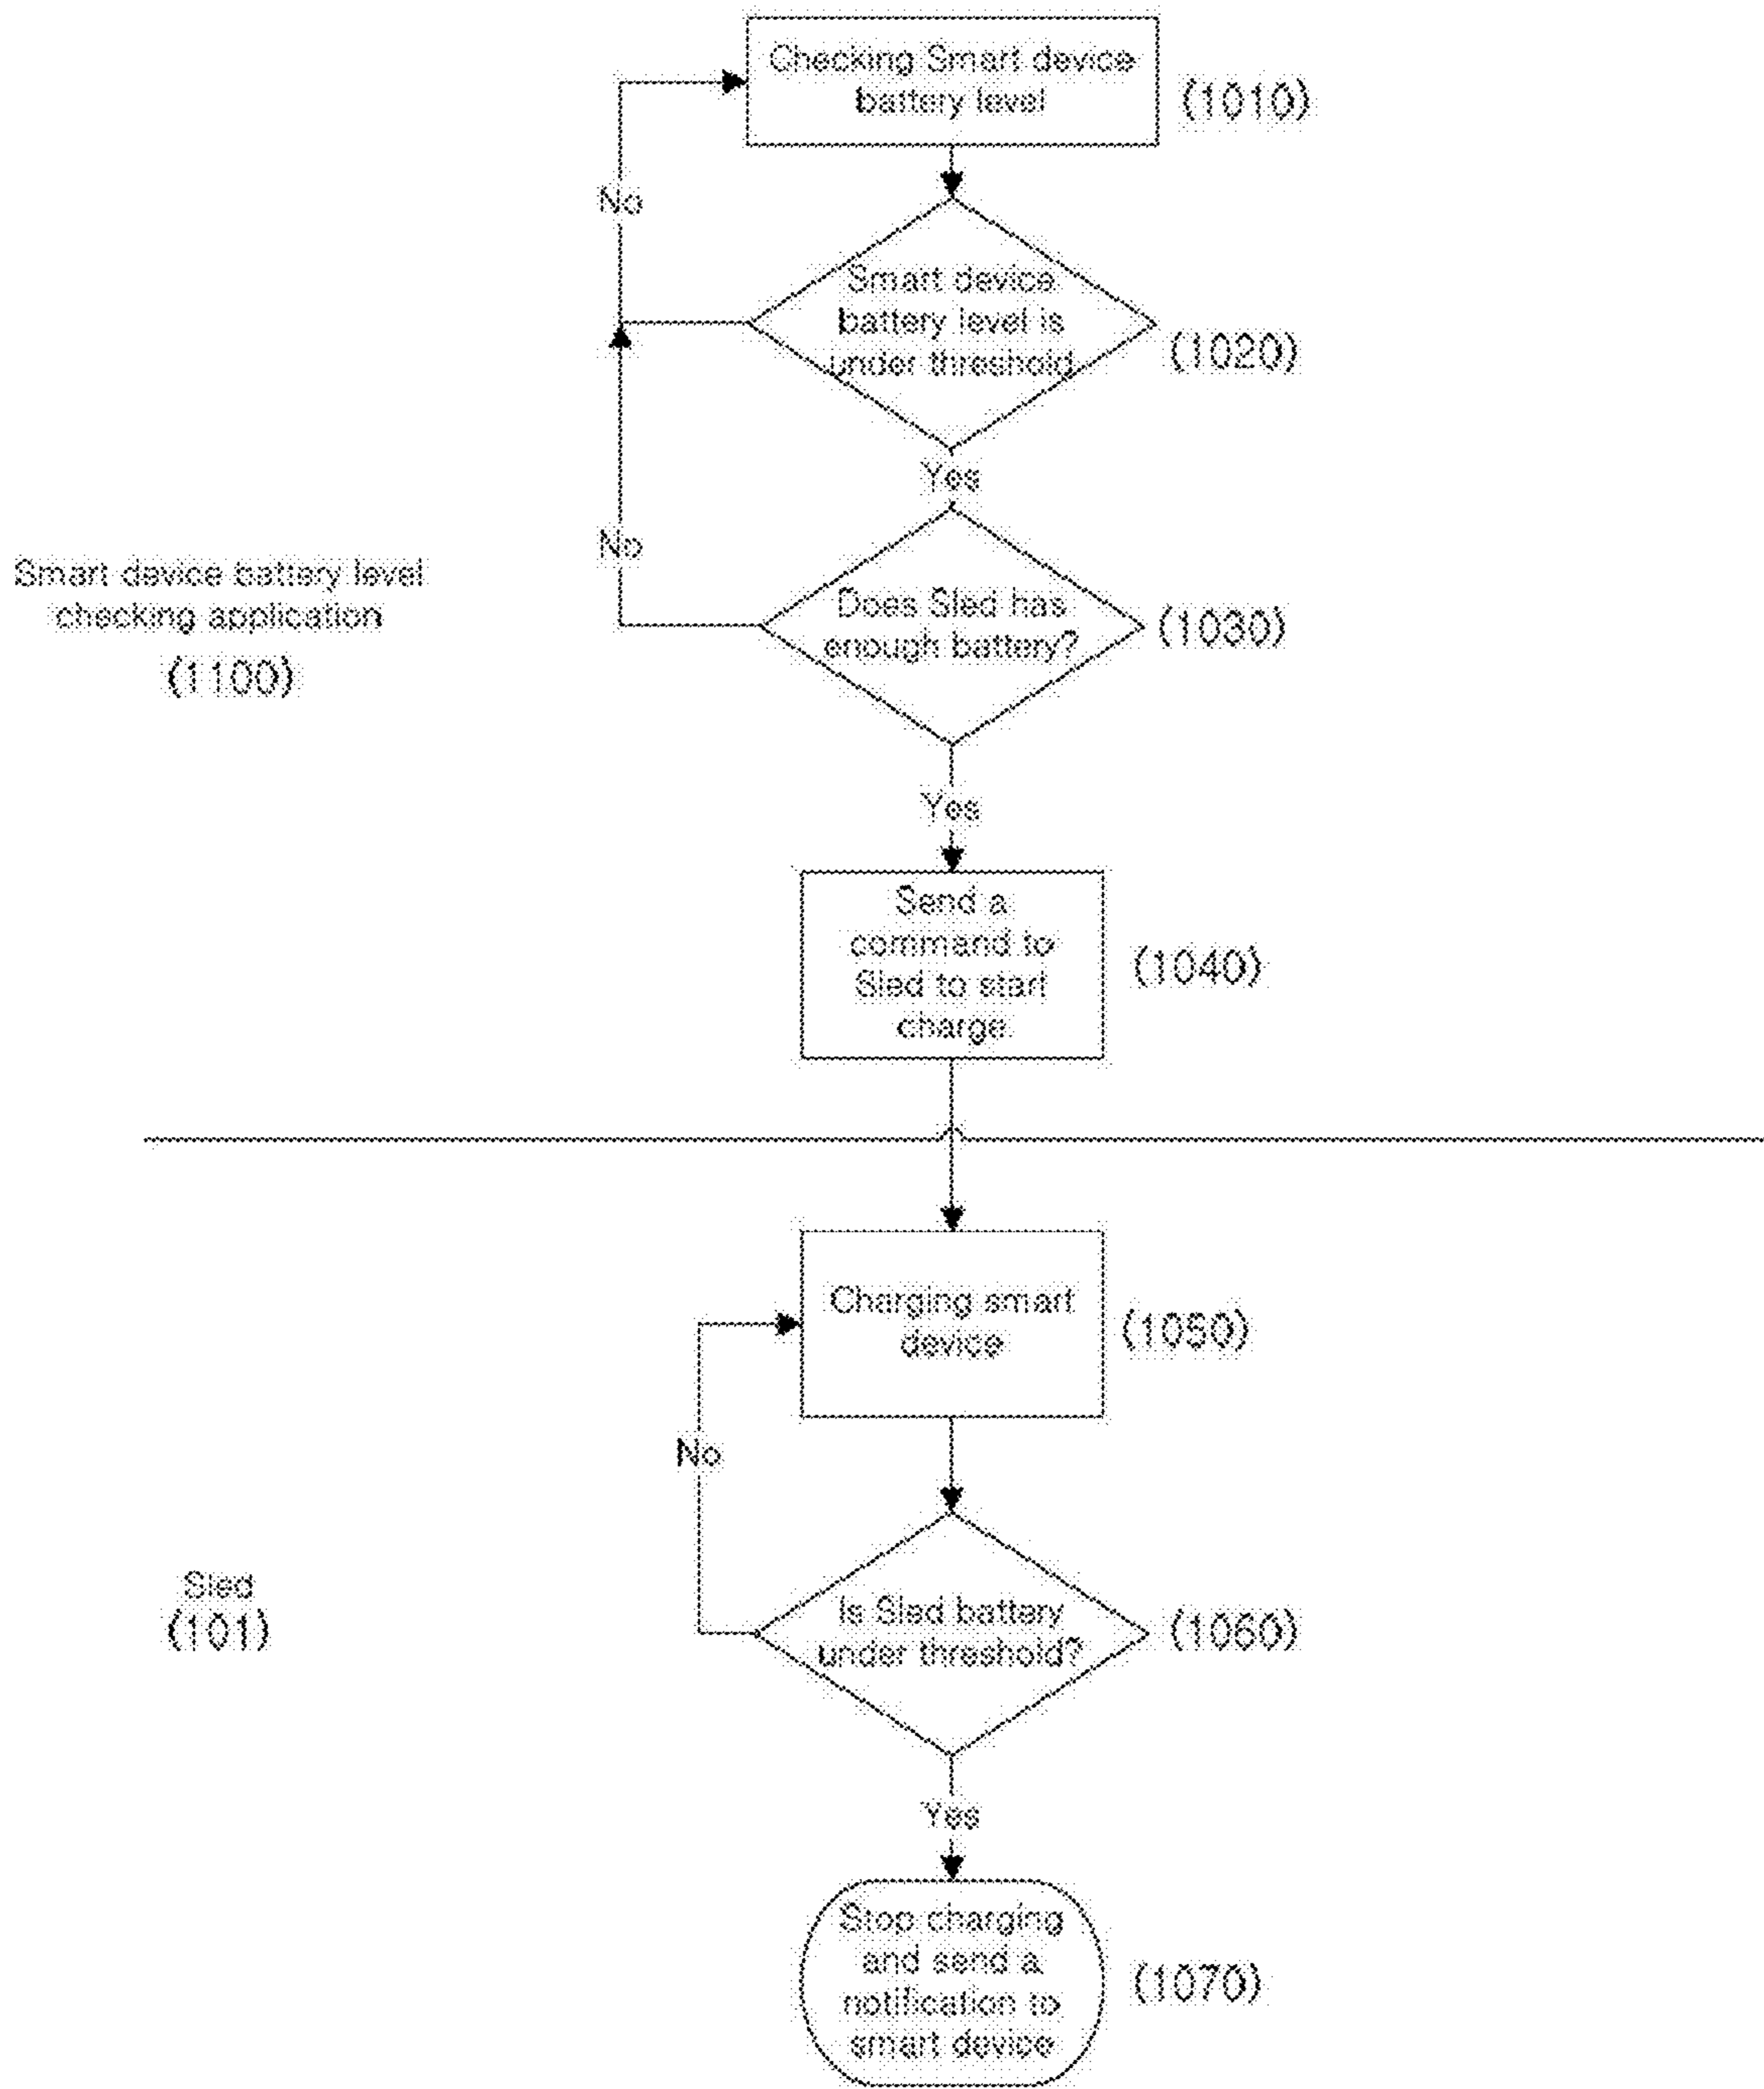 Checking Smart device
battery level
(1010)
No
Smart device
battery level is
under threshold
(1020)
Yes
No
Smart device battery level
checking application
(1100)
Does Sled has
enough battery?
(1030)
Yes
Send a
command to
Sled to start
charge
(1040)
Charging smart
device
(1050)
No
Sled
(101)
Is Sled battery
under threshold?
(1060)
Yes
Stop charging
and send a
notification to
smart device
(1070)